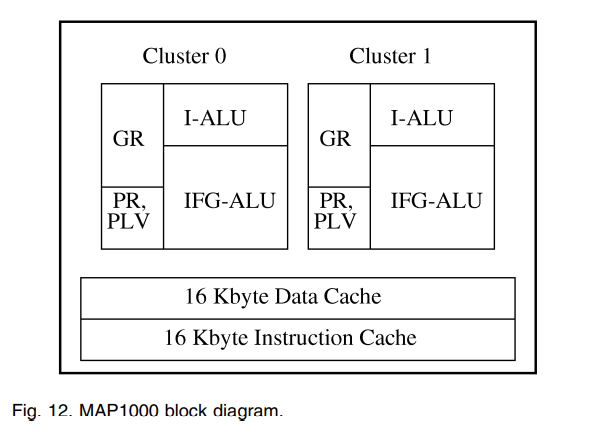 Cluster 0
Cluster 1
GR
I-ALU
PR,
PLV
IFG-ALU
GR
I-ALU
PR,
PLV
IFG-ALU
16 Kbyte Data Cache
16 Kbyte Instruction Cache
Fig. 12. MAP1000 block diagram.